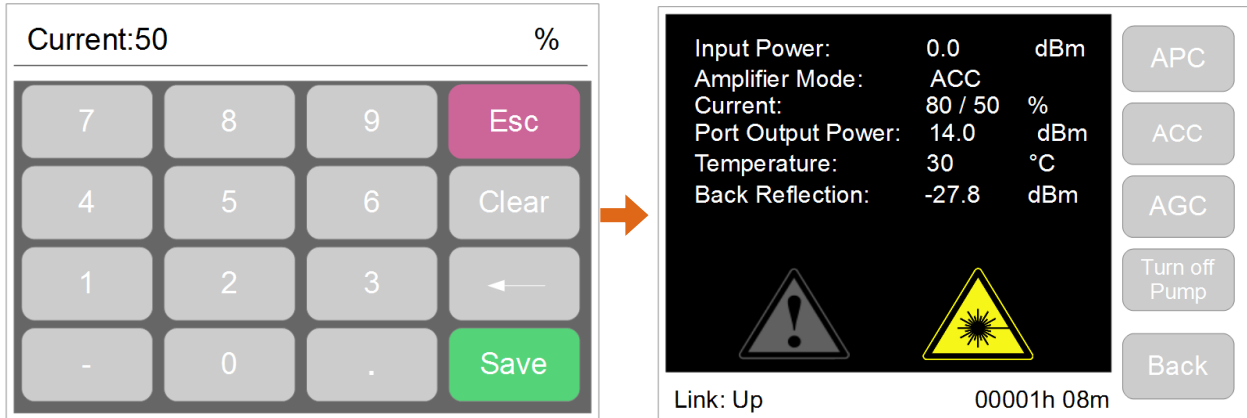 Current:50 %
7 8 9 Esc
4 5 6 Clear
1 2 3
- 0 . Save
Input Power: 0.0 dBm
Amplifier Mode: ACC
Current: 80 / 50 %
Port Output Power: 14.0 dBm
Temperature: 30 °C
Back Reflection: -27.8 dBm
Link: Up 00001h 08m
APC
ACC
AGC
Turn off
Pump
Back